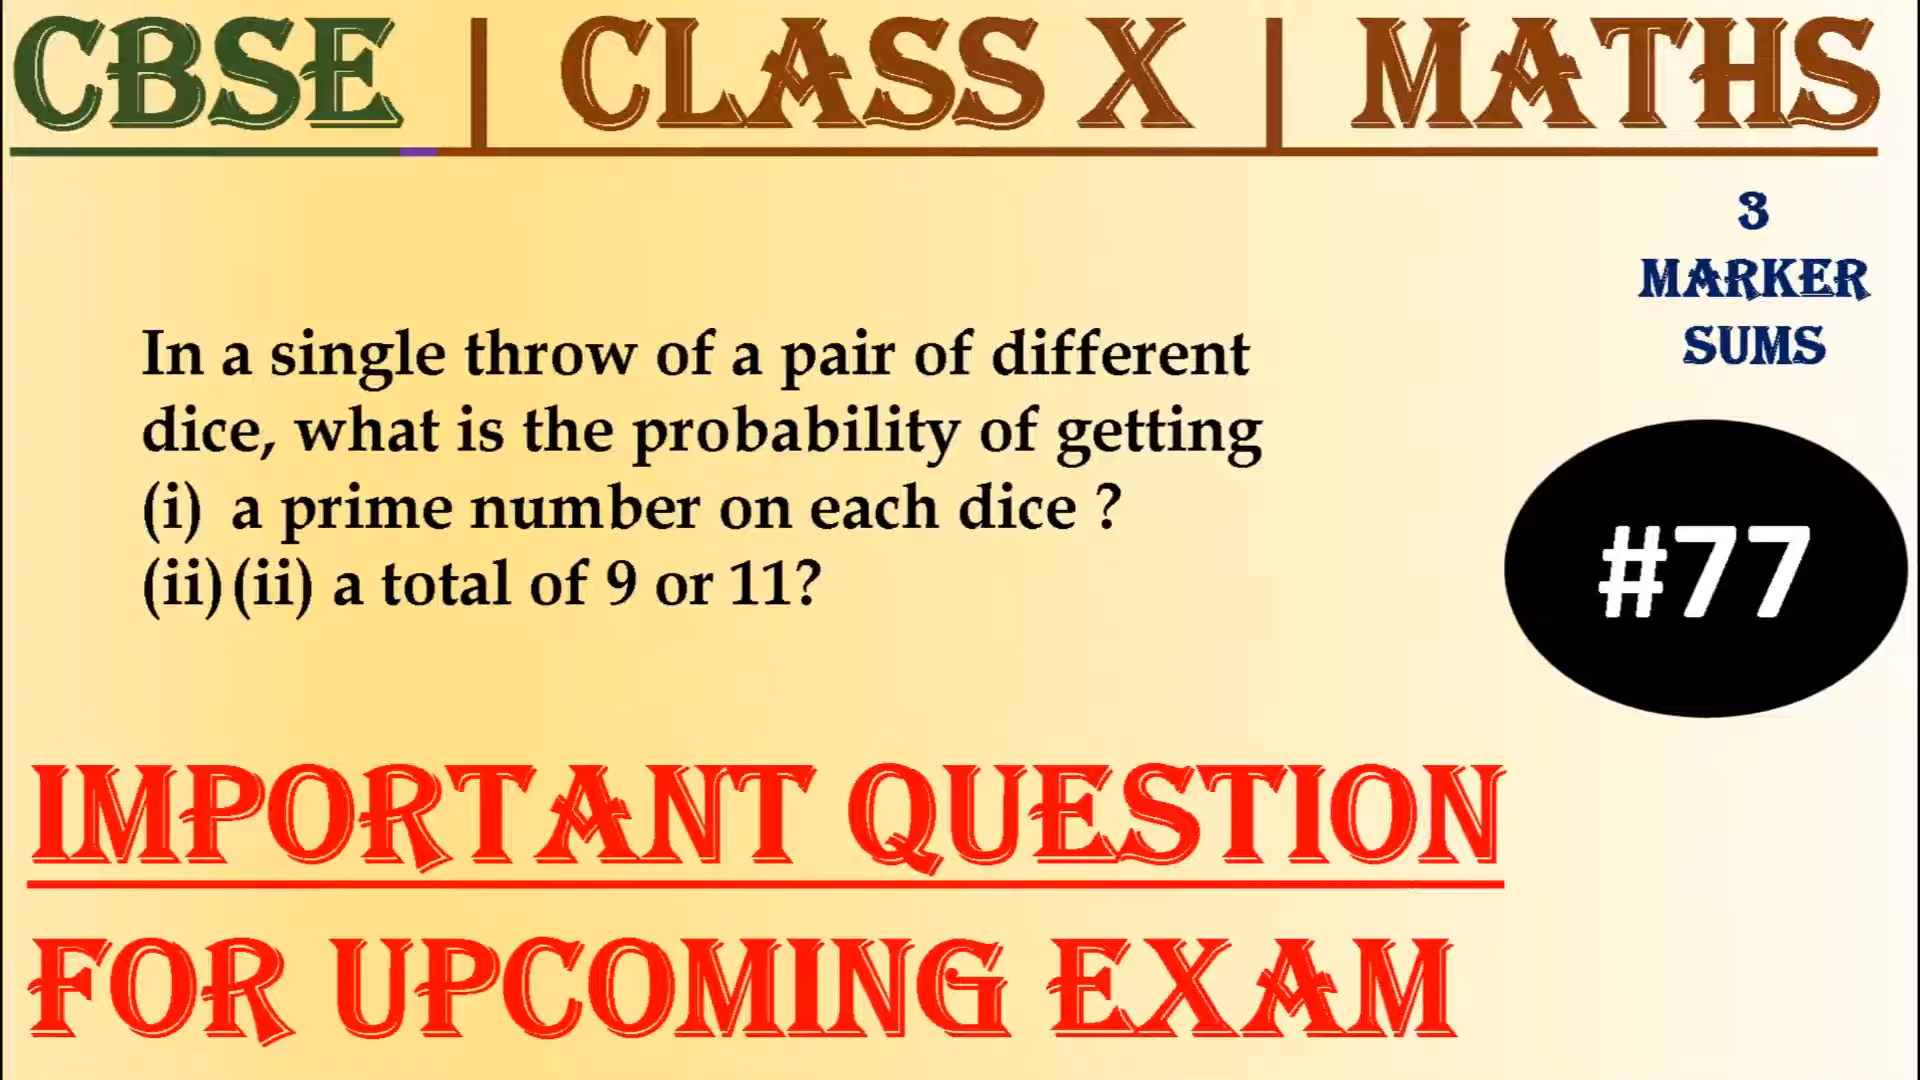 CBSE | CLASS X | MATHS
3
MARKER
SUMS
In a single throw of a pair of different
dice, what is the probability of getting
(i) a prime number on each dice ?
(ii) (ii) a total of 9 or 11?
#77
IMPORTANT QUESTION
FOR UPCOMING EXAM